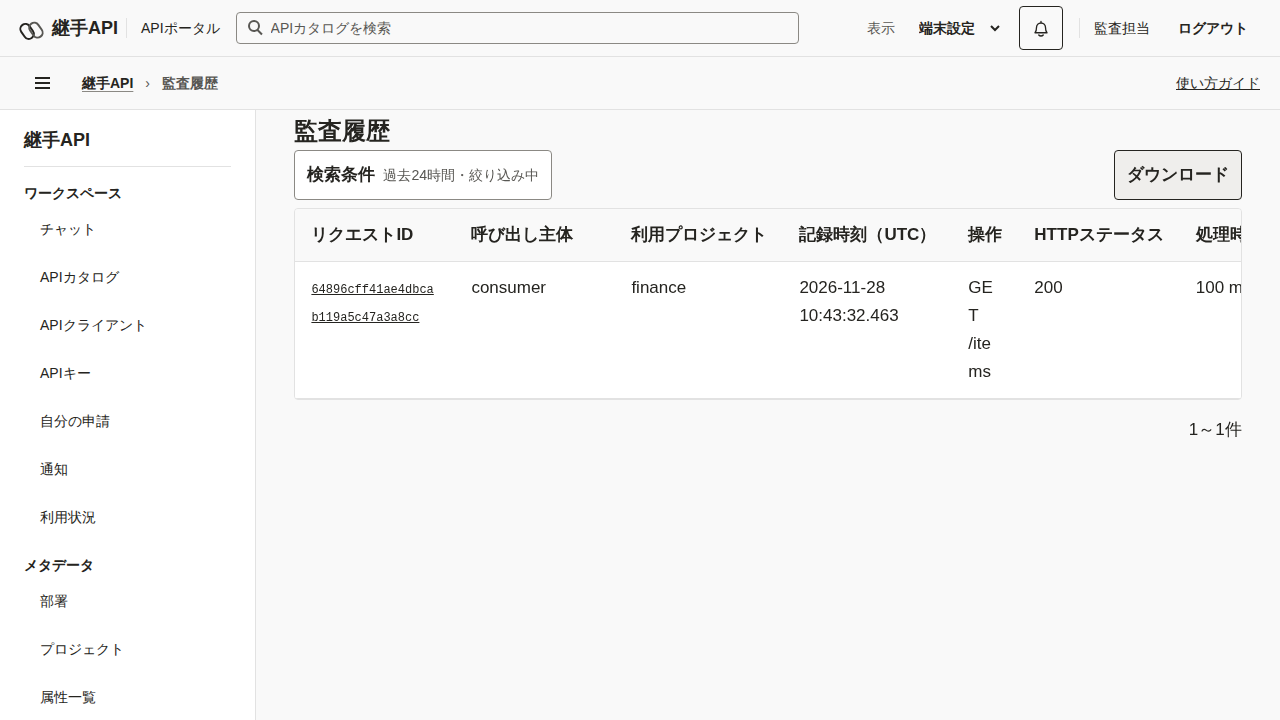 継手API
APIポータル
APIカタログを検索
表示
端末設定
監査担当
ログアウト
継手API › 監査履歴
使い方ガイド
継手API
ワークスペース
チャット
APIカタログ
APIクライアント
APIキー
自分の申請
通知
利用状況
メタデータ
部署
プロジェクト
属性一覧
監査履歴
検索条件 過去24時間・絞り込み中
ダウンロード
リクエストID 呼び出し主体 利用プロジェクト 記録時刻（UTC） 操作 HTTPステータス 処理時
64896cff41ae4dbca consumer finance 2026-11-28 GE 200 100 m
b119a5c47a3a8cc 10:43:32.463 T
/ite
ms
1～1件